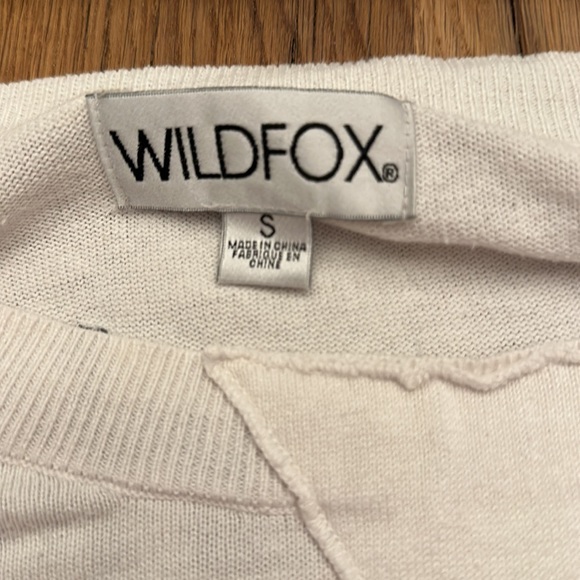 WILDFOX®
S
MADE IN CHINA
FABRIQUE EN
CHINE